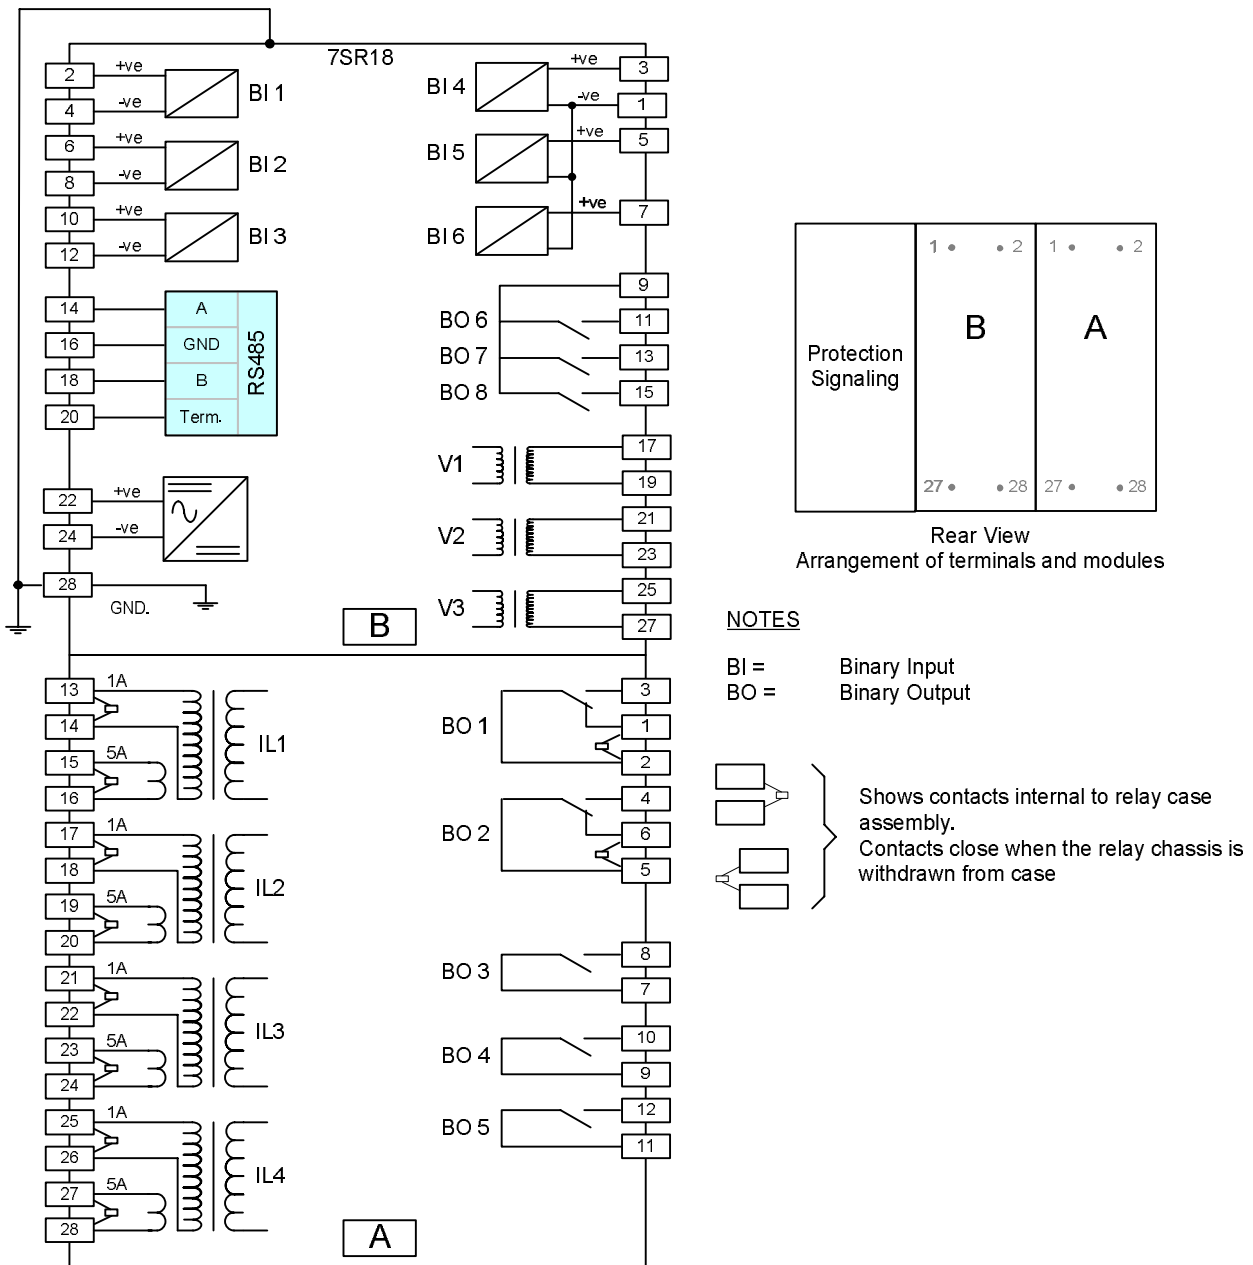 7SR18
2 +ve
4 -ve
BI 1
6 +ve
8 -ve
BI 2
10 +ve
12 -ve
BI 3
14 A
16 GND
18 B
20 Term.
RS485
22 +ve
24 -ve
28
GND.
BI 4
+ve 3
-ve 1
BI 5
+ve 5
BI 6
+ve 7
9
BO 6 11
BO 7 13
BO 8 15
V1
17
19
V2
21
23
V3
25
27
B
13 1A
14
15 5A
16
IL1
17 1A
18
19 5A
20
IL2
21 1A
22
23 5A
24
IL3
25 1A
26
27 5A
28
IL4
BO 1
3
1
2
BO 2
4
6
5
BO 3
8
7
BO 4
10
9
BO 5
12
11
A
Protection
Signaling
1 2
B
27 28
1 2
A
27 28
Rear View
Arrangement of terminals and modules
NOTES
BI = Binary Input
BO = Binary Output
Shows contacts internal to relay case
assembly.
Contacts close when the relay chassis is
withdrawn from case